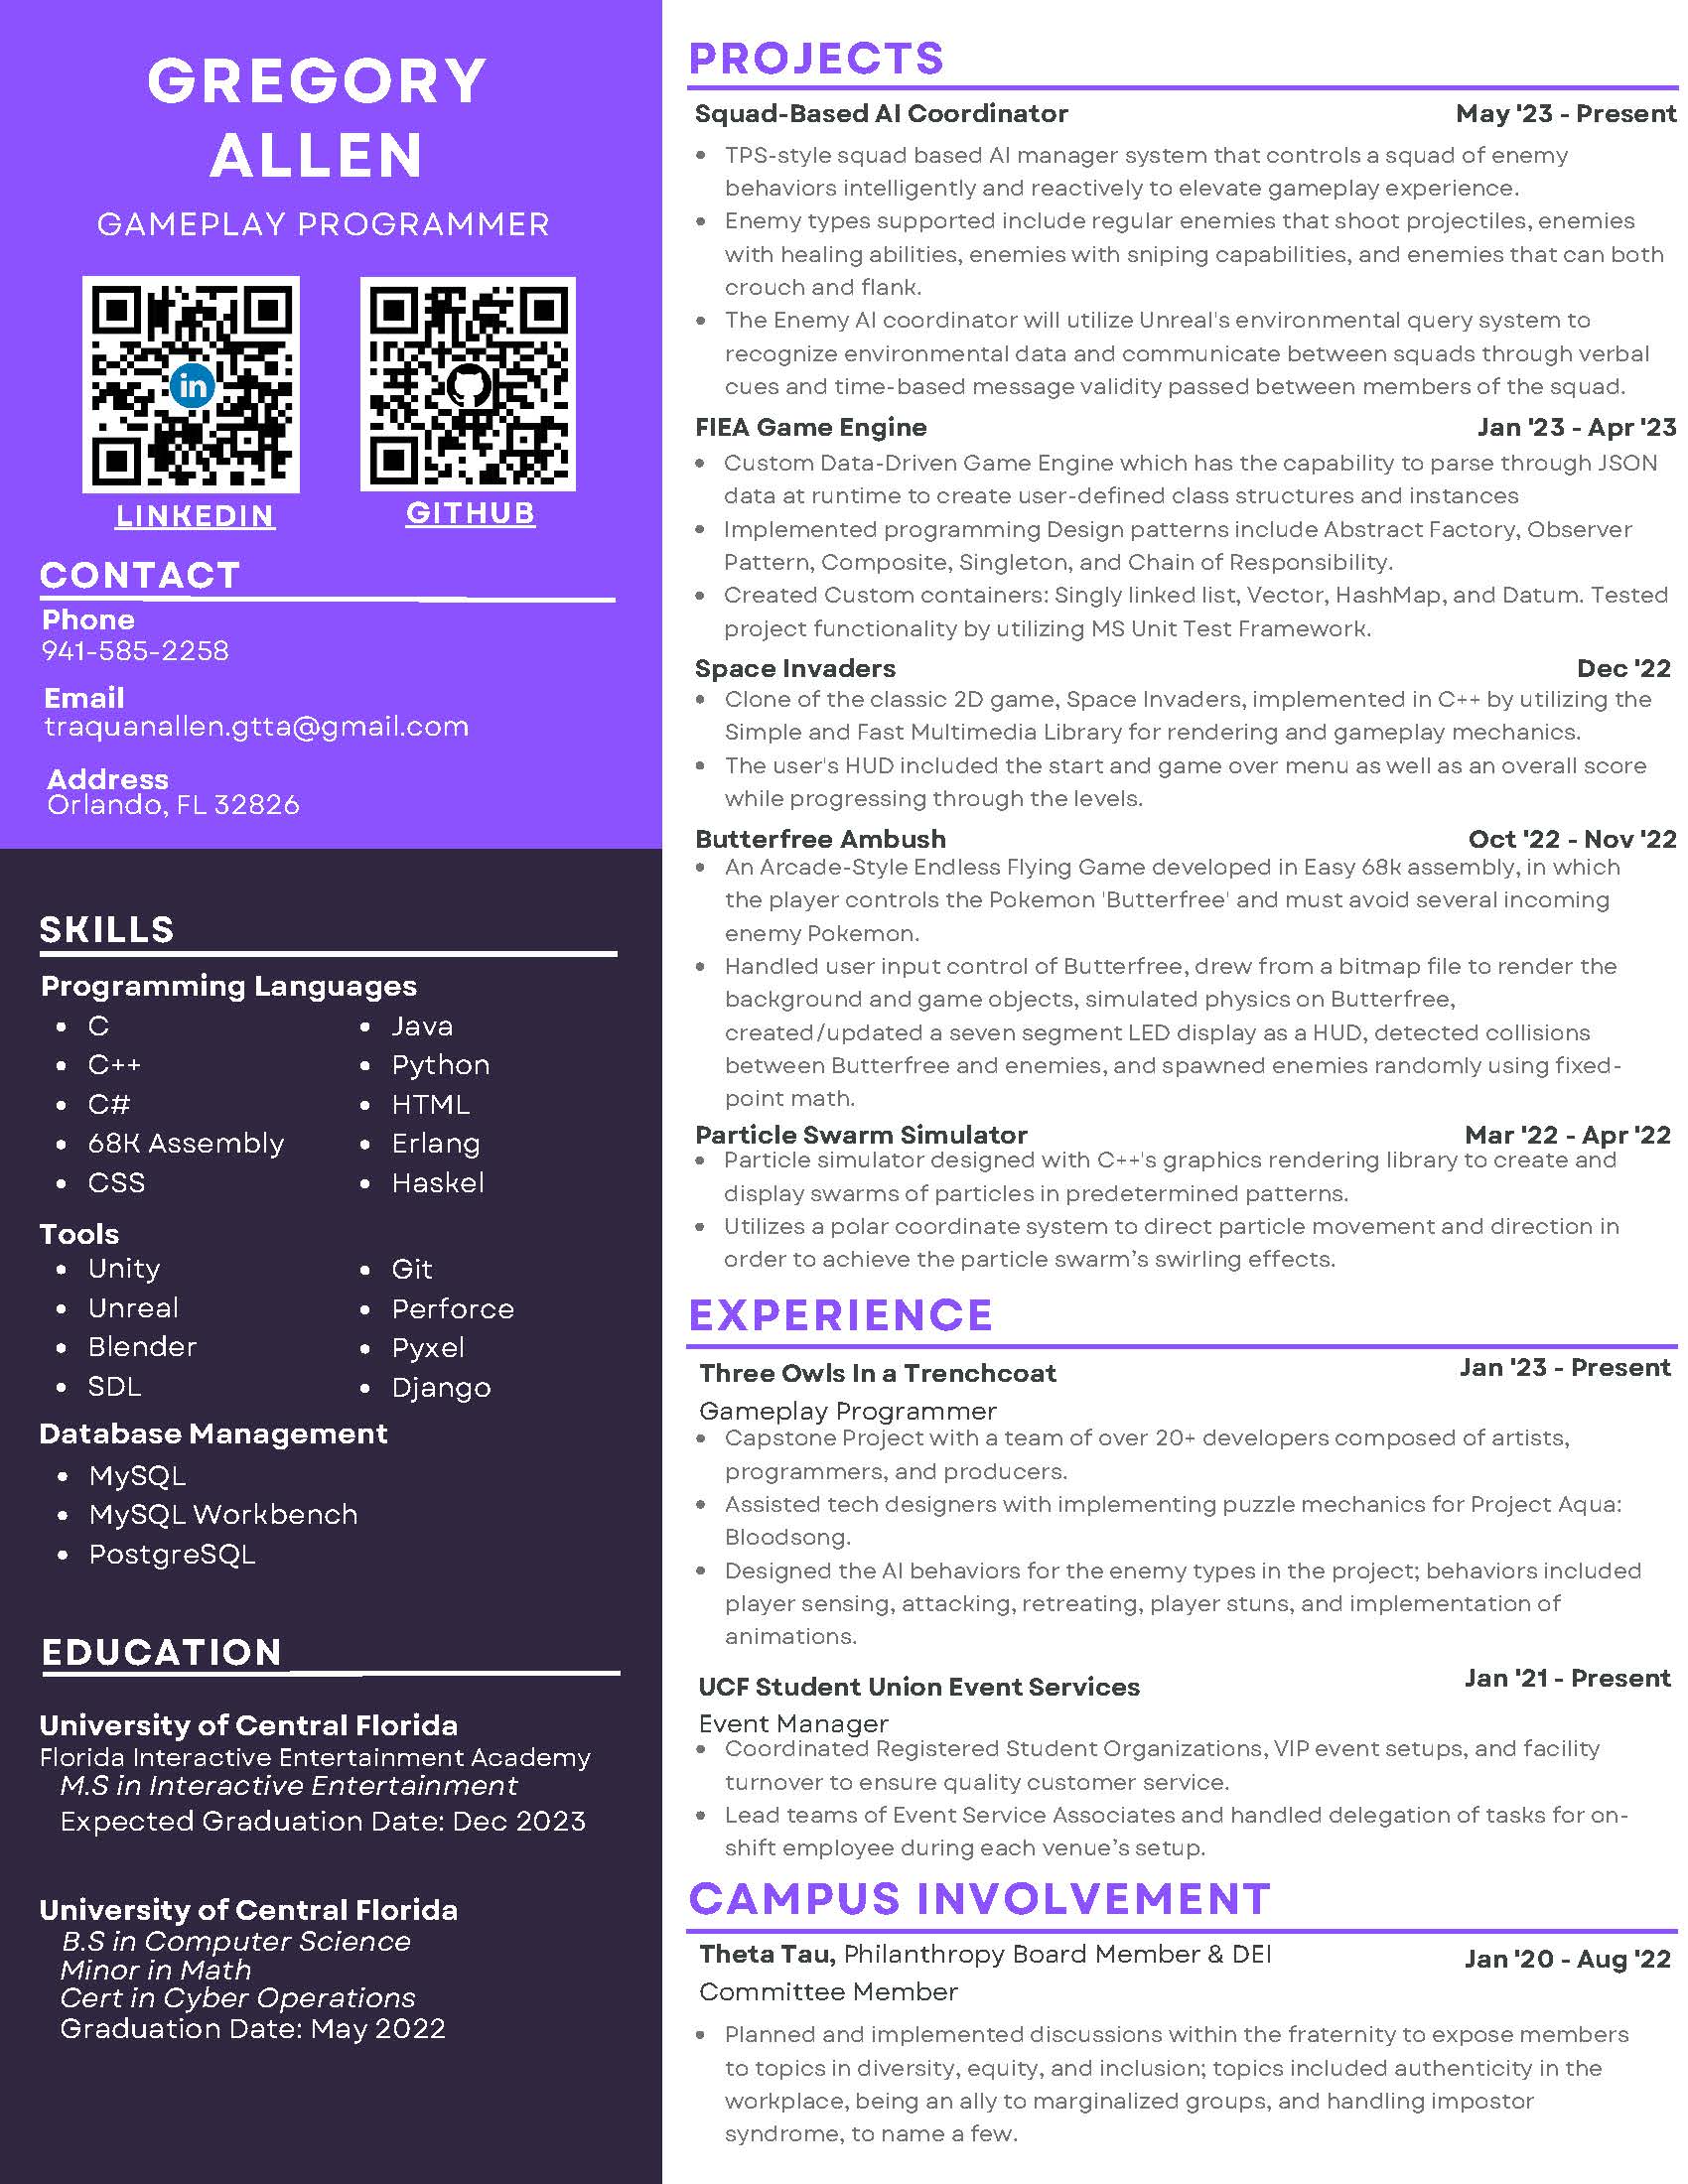 GREGORY
ALLEN
GAMEPLAY PROGRAMMER
in
LINKEDIN
GITHUB
CONTACT
Phone
941-585-2258
Email
traquanallen.gtta@gmail.com
Address
Orlando, FL 32826
SKILLS
Programming Languages
• C
• C++
• C#
• 68K Assembly
• CSS
• Java
• Python
• HTML
• Erlang
• Haskel
Tools
• Unity
• Unreal
• Blender
• SDL
• Git
• Perforce
• Pyxel
• Django
Database Management
• MySQL
• MySQL Workbench
• PostgreSQL
EDUCATION
University of Central Florida
Florida Interactive Entertainment Academy
M.S in Interactive Entertainment
Expected Graduation Date: Dec 2023
University of Central Florida
B.S in Computer Science
Minor in Math
Cert in Cyber Operations
Graduation Date: May 2022
PROJECTS
Squad-Based AI Coordinator May '23 - Present
• TPS-style squad based AI manager system that controls a squad of enemy
behaviors intelligently and reactively to elevate gameplay experience.
• Enemy types supported include regular enemies that shoot projectiles, enemies
with healing abilities, enemies with sniping capabilities, and enemies that can both
crouch and flank.
• The Enemy AI coordinator will utilize Unreal's environmental query system to
recognize environmental data and communicate between squads through verbal
cues and time-based message validity passed between members of the squad.
FIEA Game Engine Jan '23 - Apr '23
• Custom Data-Driven Game Engine which has the capability to parse through JSON
data at runtime to create user-defined class structures and instances
• Implemented programming Design patterns include Abstract Factory, Observer
Pattern, Composite, Singleton, and Chain of Responsibility.
• Created Custom containers: Singly linked list, Vector, HashMap, and Datum. Tested
project functionality by utilizing MS Unit Test Framework.
Space Invaders Dec '22
• Clone of the classic 2D game, Space Invaders, implemented in C++ by utilizing the
Simple and Fast Multimedia Library for rendering and gameplay mechanics.
• The user's HUD included the start and game over menu as well as an overall score
while progressing through the levels.
Butterfree Ambush Oct '22 - Nov '22
• An Arcade-Style Endless Flying Game developed in Easy 68k assembly, in which
the player controls the Pokemon 'Butterfree' and must avoid several incoming
enemy Pokemon.
• Handled user input control of Butterfree, drew from a bitmap file to render the
background and game objects, simulated physics on Butterfree,
created/updated a seven segment LED display as a HUD, detected collisions
between Butterfree and enemies, and spawned enemies randomly using fixed-
point math.
Particle Swarm Simulator Mar '22 - Apr '22
• Particle simulator designed with C++'s graphics rendering library to create and
display swarms of particles in predetermined patterns.
• Utilizes a polar coordinate system to direct particle movement and direction in
order to achieve the particle swarm’s swirling effects.
EXPERIENCE
Three Owls In a Trenchcoat Jan '23 - Present
Gameplay Programmer
• Capstone Project with a team of over 20+ developers composed of artists,
programmers, and producers.
• Assisted tech designers with implementing puzzle mechanics for Project Aqua:
Bloodsong.
• Designed the AI behaviors for the enemy types in the project; behaviors included
player sensing, attacking, retreating, player stuns, and implementation of
animations.
UCF Student Union Event Services Jan '21 - Present
Event Manager
• Coordinated Registered Student Organizations, VIP event setups, and facility
turnover to ensure quality customer service.
• Lead teams of Event Service Associates and handled delegation of tasks for on-
shift employee during each venue’s setup.
CAMPUS INVOLVEMENT
Theta Tau, Philanthropy Board Member & DEI Jan '20 - Aug '22
Committee Member
• Planned and implemented discussions within the fraternity to expose members
to topics in diversity, equity, and inclusion; topics included authenticity in the
workplace, being an ally to marginalized groups, and handling impostor
syndrome, to name a few.